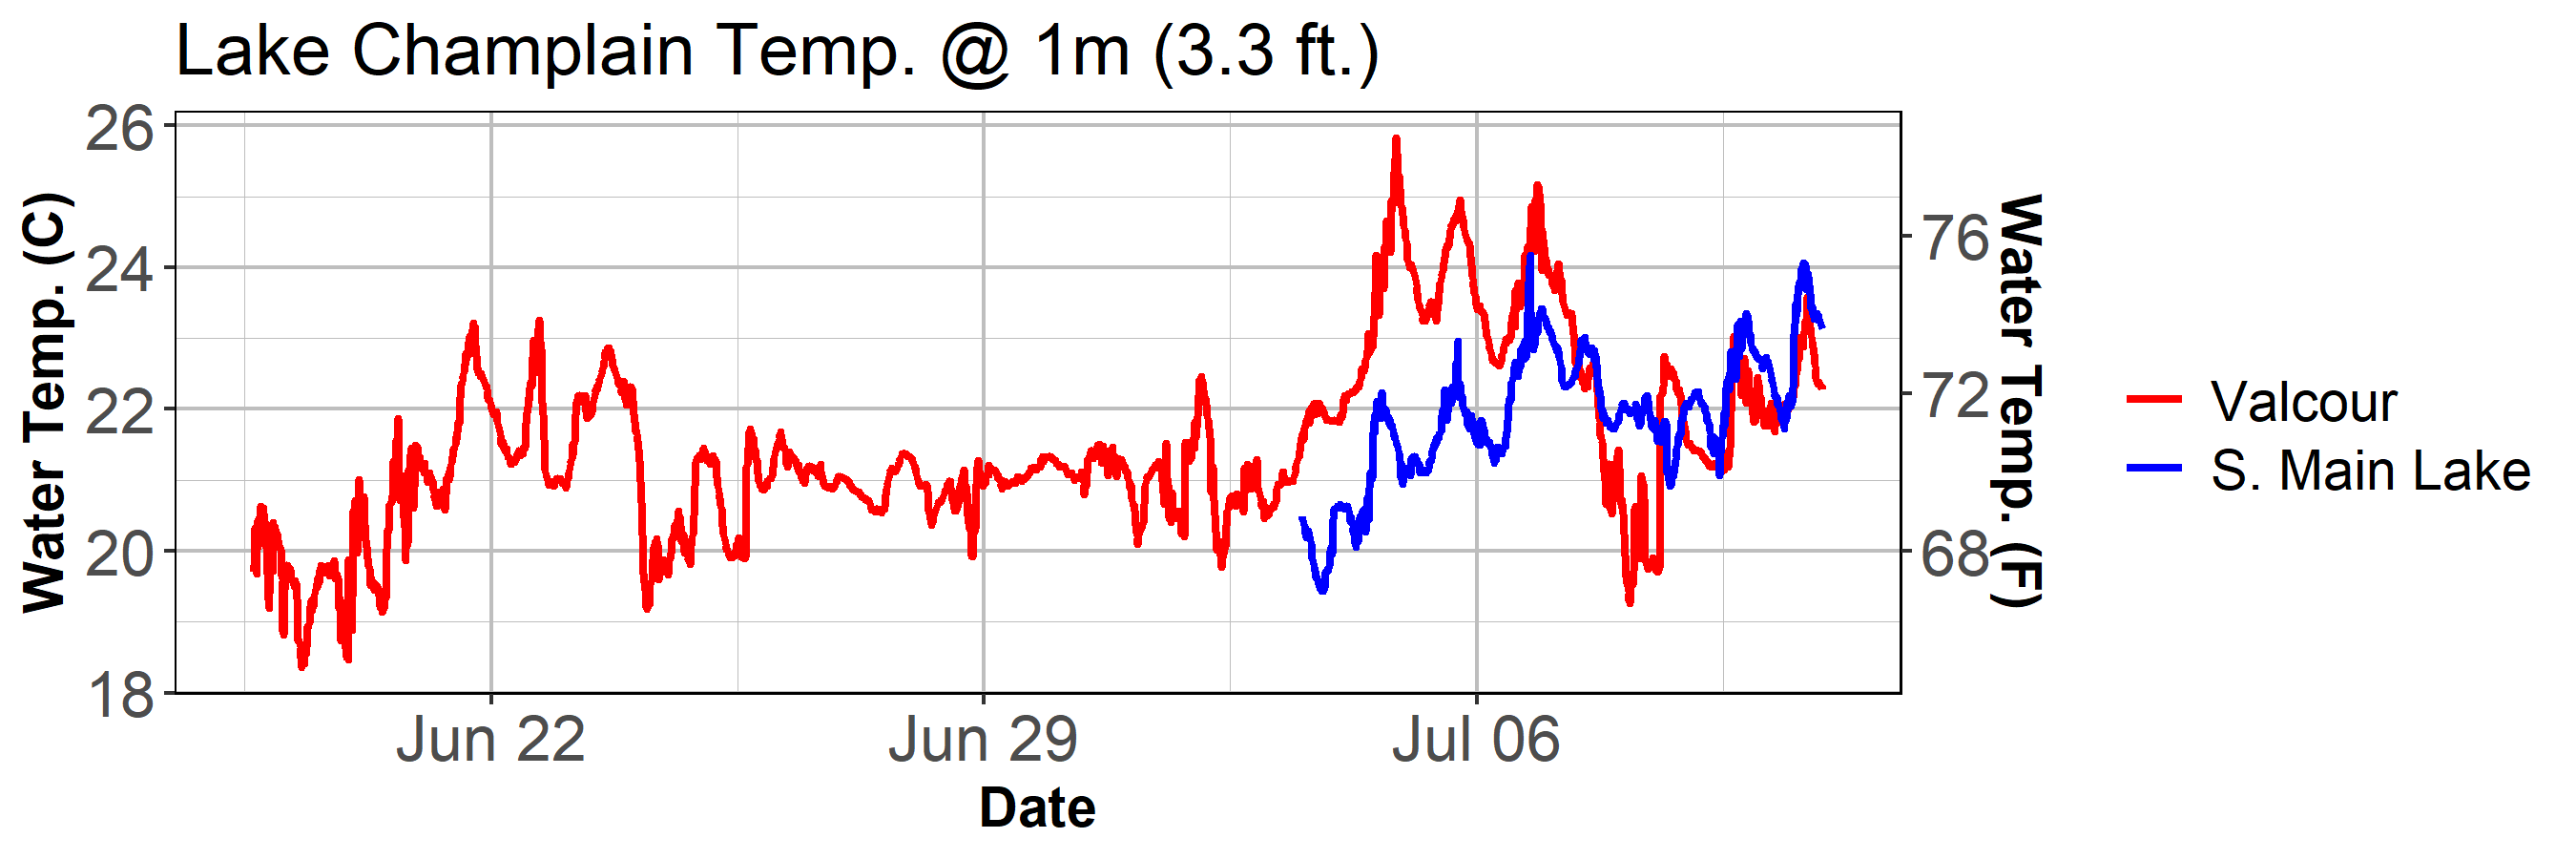 Lake Champlain Temp. @ 1m (3.3 ft.)
Water Temp. (C)
26
24
22
20
18
76
72
68
Water Temp. (F)
Jun 22
Jun 29
Jul 06
Date
Valcour
S. Main Lake